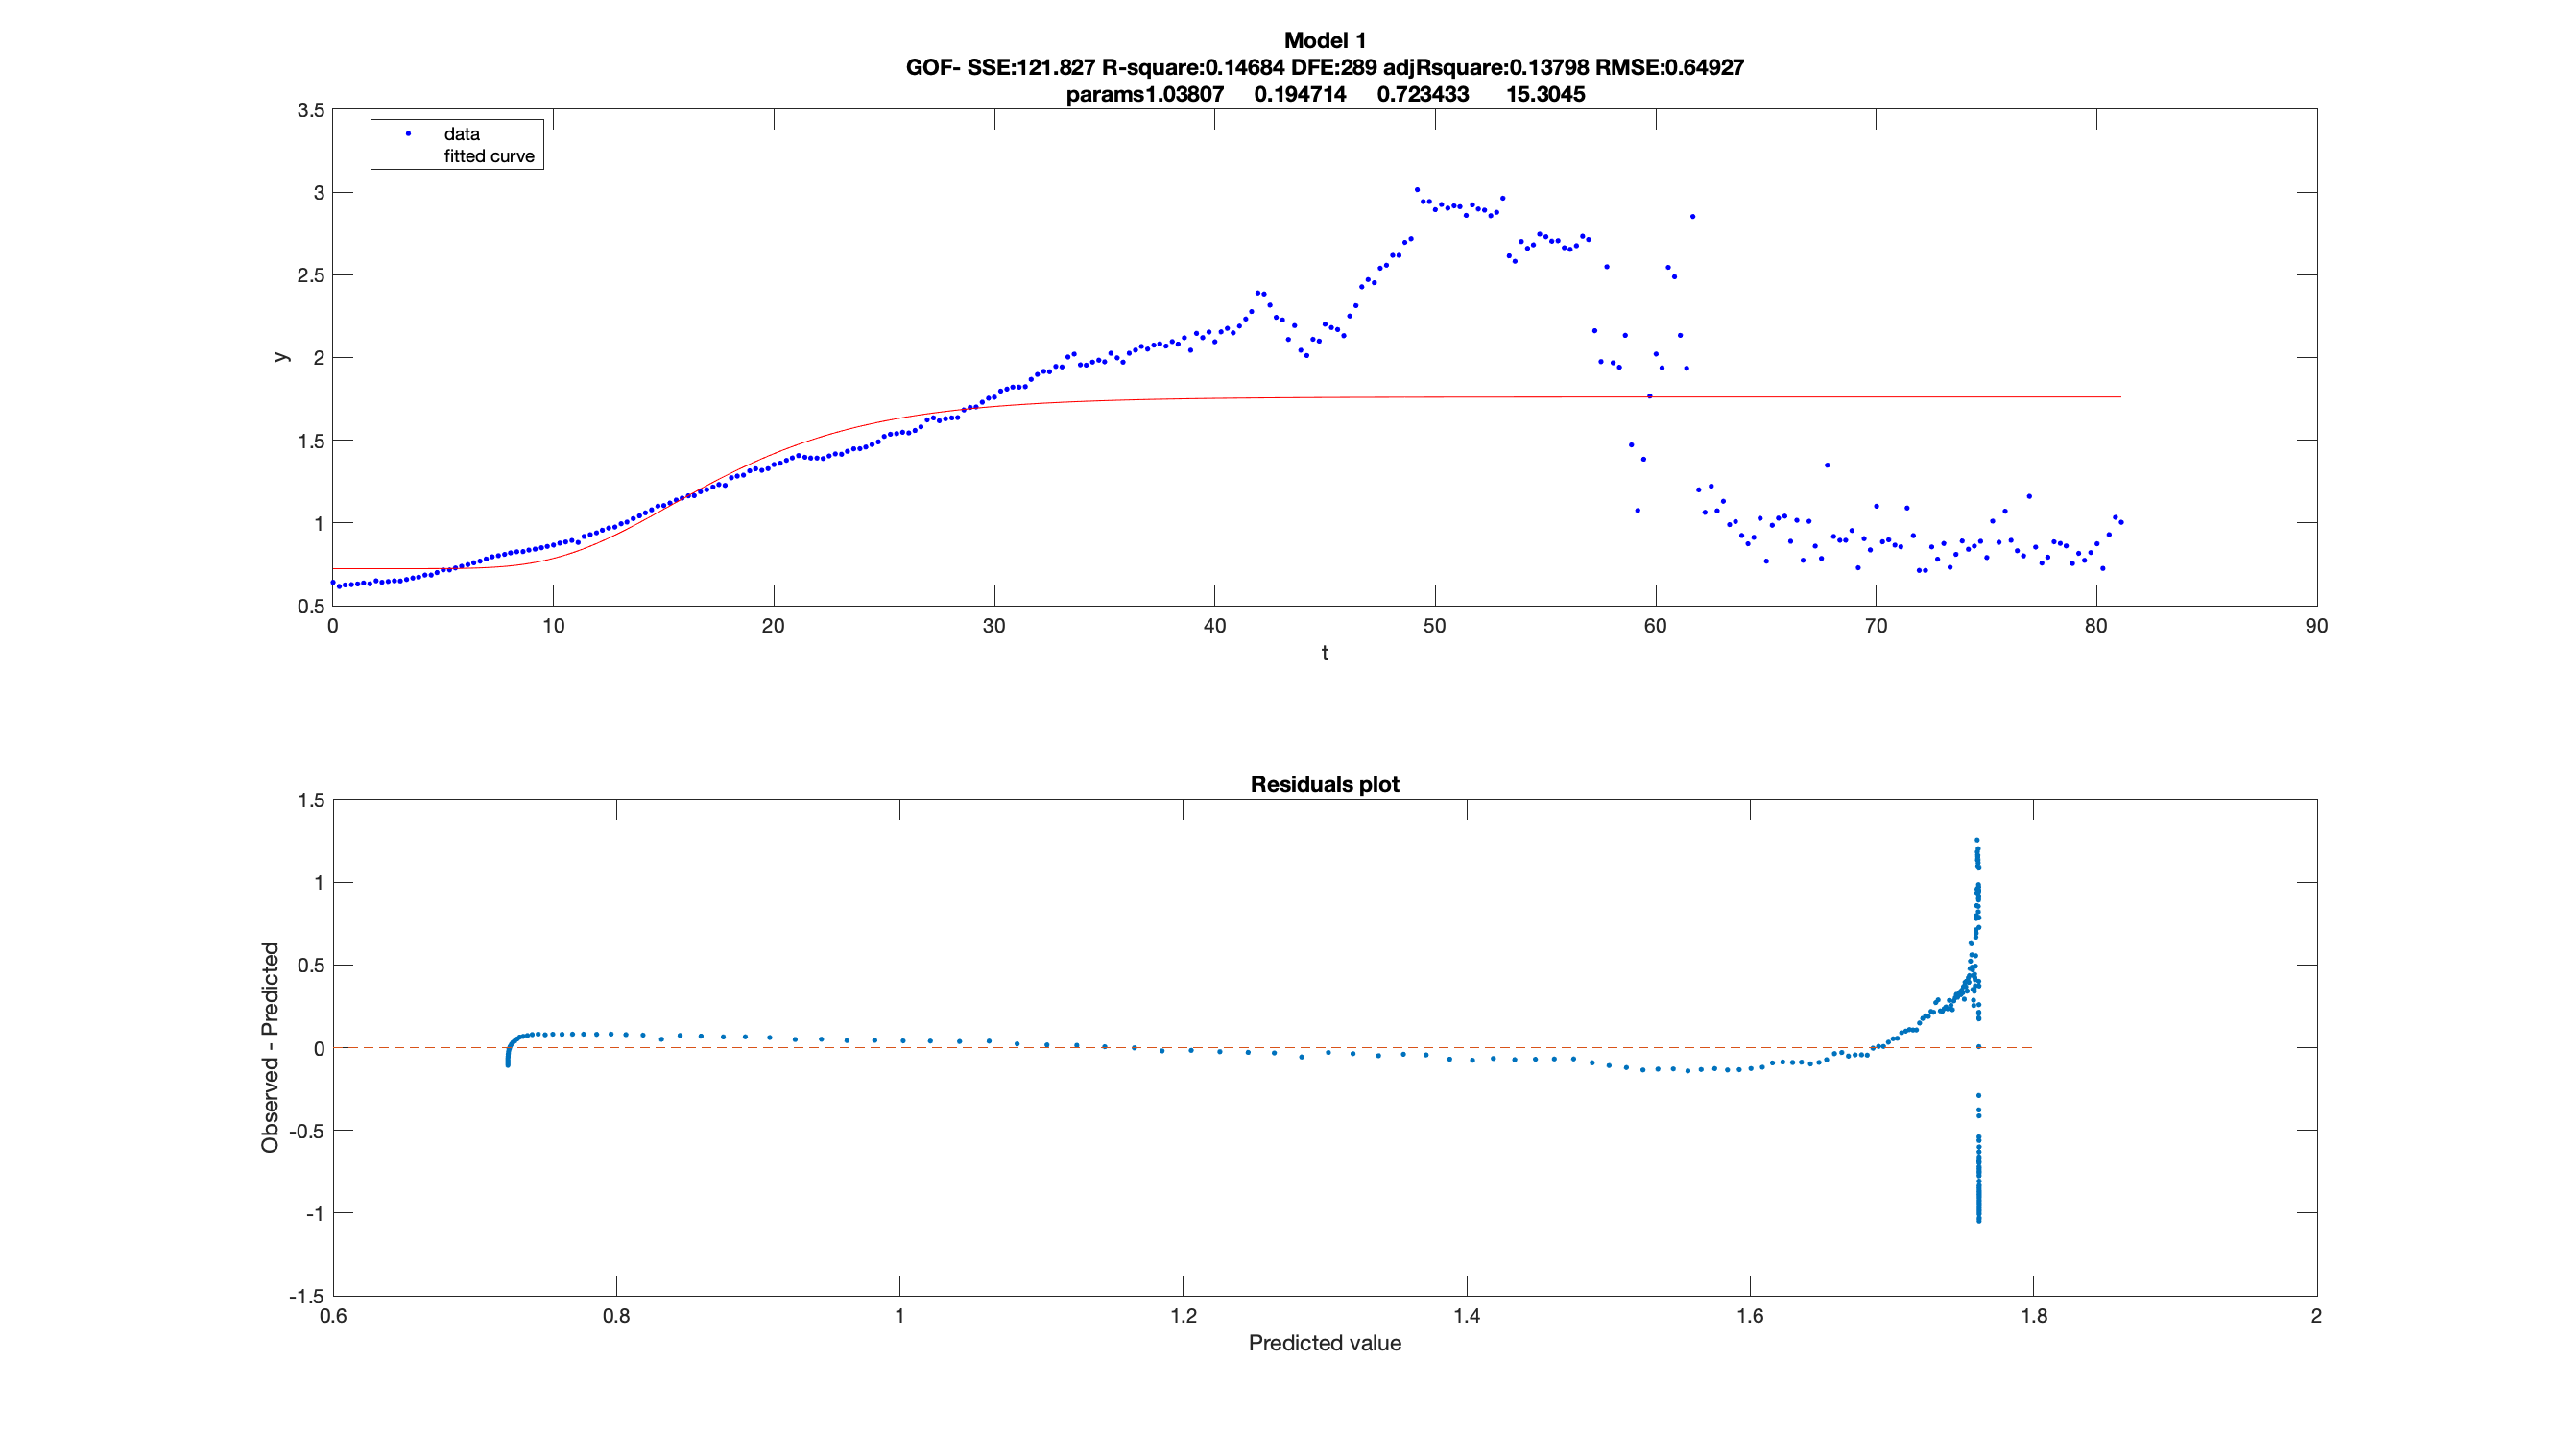 Model 1
GOF- SSE:121.827 R-square:0.14684 DFE:289 adjRsquare:0.13798 RMSE:0.64927
params1.03807 0.194714 0.723433 15.3045
3.5
3
2.5
2
1.5
1
0.5
y
data
fitted curve
0 10 20 30 40 50 60 70 80 90
t
Residuals plot
1.5
1
0.5
0
-0.5
-1
-1.5
Observed - Predicted
0.6 0.8 1 1.2 1.4 1.6 1.8 2
Predicted value